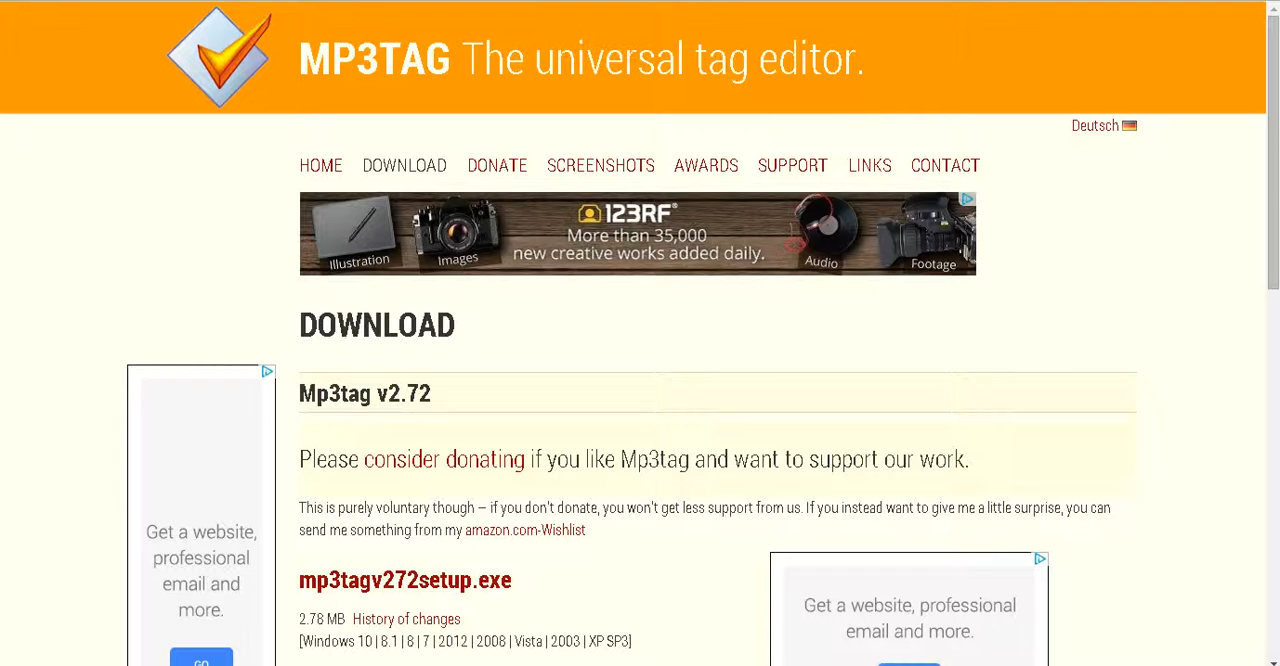 MP3TAG The universal tag editor.
Deutsch
HOME DOWNLOAD DONATE SCREENSHOTS AWARDS SUPPORT LINKS CONTACT
123RF®
More than 35,000
new creative works added daily.
Illustration Images Audio Footage
DOWNLOAD
Mp3tag v2.72
Please consider donating if you like Mp3tag and want to support our work.
This is purely voluntary though – if you don't donate, you won't get less support from us. If you instead want to give me a little surprise, you can
send me something from my amazon.com-Wishlist
mp3tagv272setup.exe
2.78 MB History of changes
[Windows 10 | 8.1 | 8 | 7 | 2012 | 2008 | Vista | 2003 | XP SP3]
Get a website,
professional
email and
more.
GO
Get a website, professional
email and more.